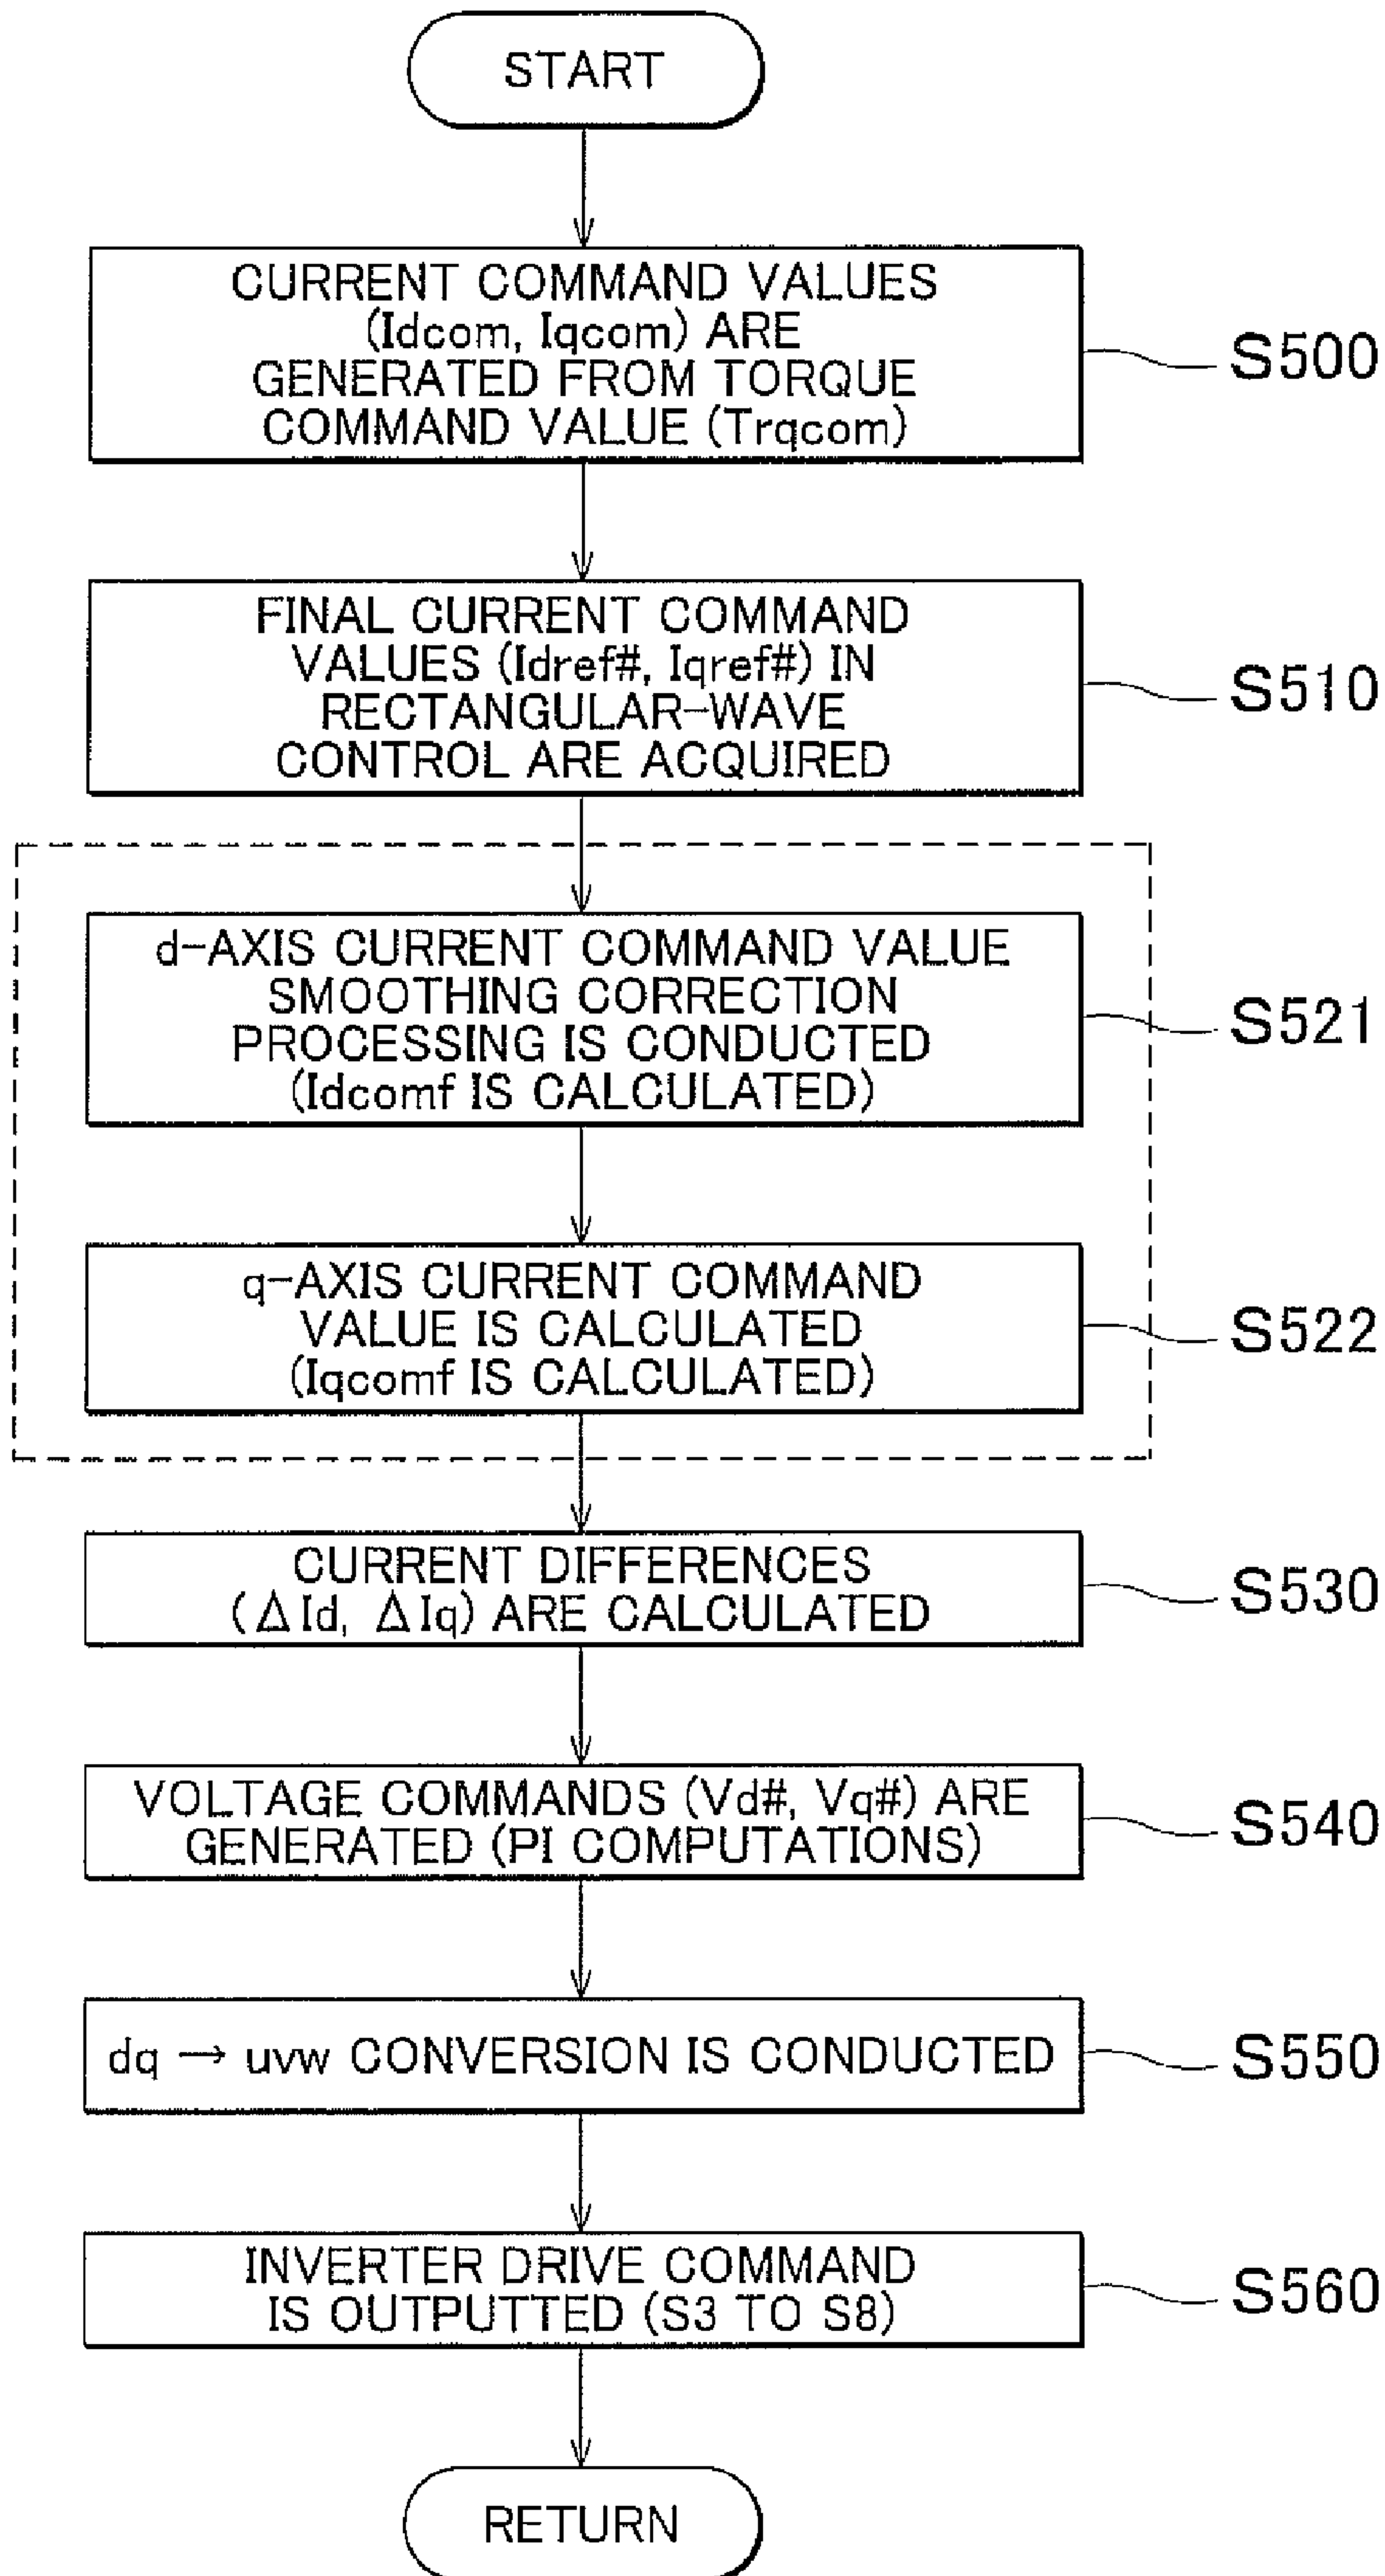 START
CURRENT COMMAND VALUES
(Idcom, Iqcom) ARE
GENERATED FROM TORQUE
COMMAND VALUE (Trqcom)
S500
FINAL CURRENT COMMAND
VALUES (Idref#, Iqref#) IN
RECTANGULAR-WAVE
CONTROL ARE ACQUIRED
S510
d-AXIS CURRENT COMMAND VALUE
SMOOTHING CORRECTION
PROCESSING IS CONDUCTED
(Idcomf IS CALCULATED)
S521
q-AXIS CURRENT COMMAND
VALUE IS CALCULATED
(Iqcomf IS CALCULATED)
S522
CURRENT DIFFERENCES
(ΔId, ΔIq) ARE CALCULATED
S530
VOLTAGE COMMANDS (Vd#, Vq#) ARE
GENERATED (PI COMPUTATIONS)
S540
dq → uvw CONVERSION IS CONDUCTED
S550
INVERTER DRIVE COMMAND
IS OUTPUTTED (S3 TO S8)
S560
RETURN